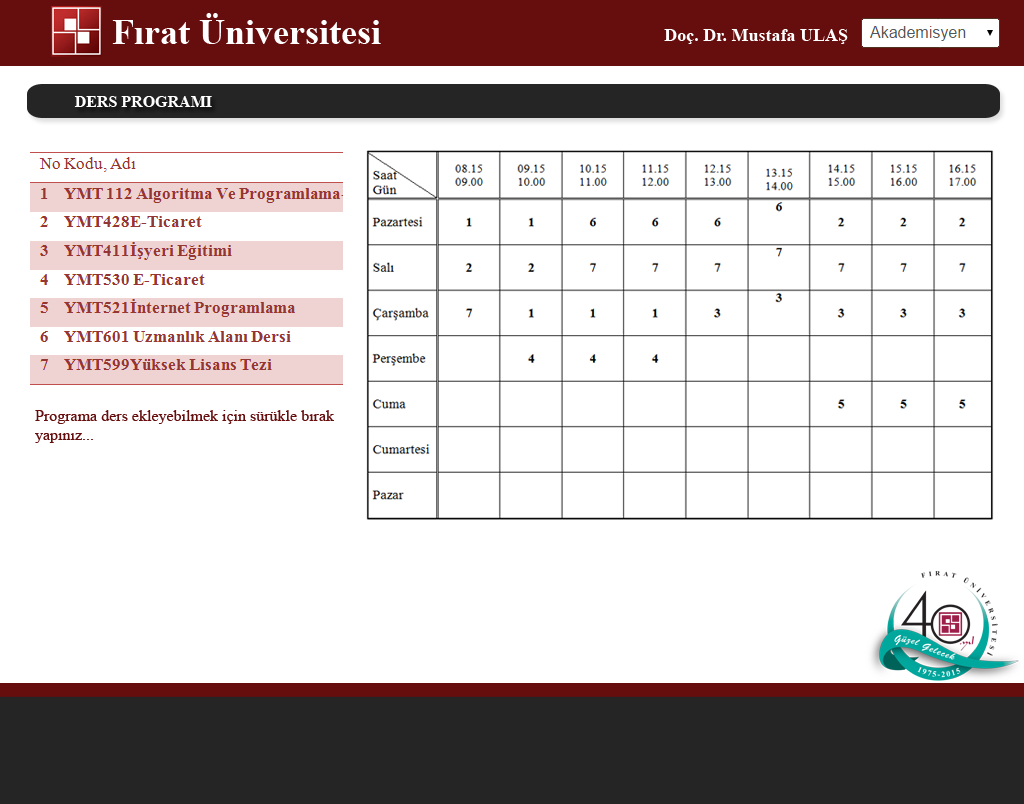 Fırat Üniversitesi
Doç. Dr. Mustafa ULAŞ
Akademisyen
DERS PROGRAMI
No Kodu, Adı
1 YMT 112 Algoritma Ve Programlama-
2 YMT428E-Ticaret
3 YMT411İşyeri Eğitimi
4 YMT530 E-Ticaret
5 YMT521İnternet Programlama
6 YMT601 Uzmanlık Alanı Dersi
7 YMT599Yüksek Lisans Tezi
Programa ders ekleyebilmek için sürükle bırak
yapınız...
Saat 08.15 09.15 10.15 11.15 12.15 13.15 14.15 15.15 16.15
Gün 09.00 10.00 11.00 12.00 13.00 14.00 15.00 16.00 17.00
Pazartesi 1 1 6 6 6 6 2 2 2
Salı 2 2 7 7 7 7 7 7 7
Çarşamba 7 1 1 1 3 3 3 3 3
Perşembe 4 4 4
Cuma 5 5 5
Cumartesi
Pazar
FIRAT ÜNİVERSİTESİ
40
Güzel Gelecek
1975-2015